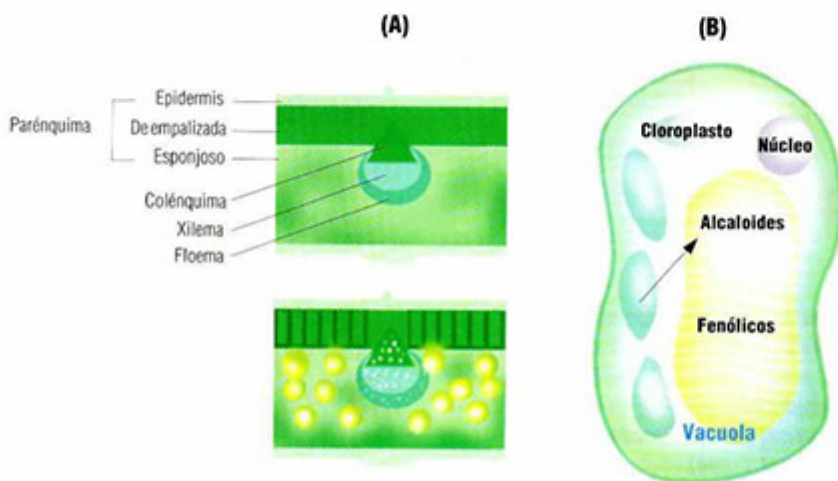 (A)
Epidermis
Parénquima
De empalizada
Esponjoso
Colénquima
Xilema
Floema
(B)
Cloroplasto
Núcleo
Alcaloides
Fenólicos
Vacuola